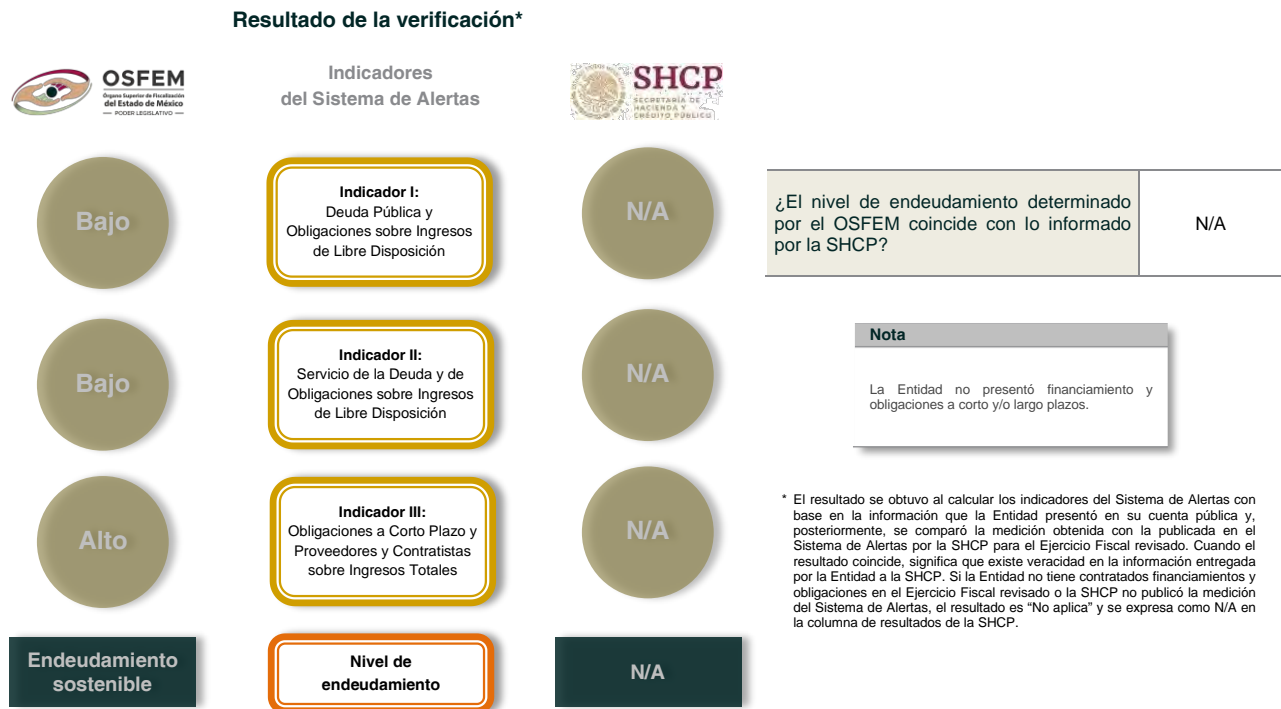 Resultado de la verificación*
OSFEM
Órgano Superior de Fiscalización
del Estado de México
PODER LEGISLATIVO
Indicadores
del Sistema de Alertas
SHCP
SECRETARÍA DE
HACIENDA Y
CRÉDITO PÚBLICO
Bajo
Indicador I:
Deuda Pública y
Obligaciones sobre Ingresos
de Libre Disposición
N/A
¿El nivel de endeudamiento determinado
por el OSFEM coincide con lo informado
por la SHCP?
N/A
Bajo
Indicador II:
Servicio de la Deuda y de
Obligaciones sobre Ingresos
de Libre Disposición
N/A
Nota
La Entidad no presentó financiamiento y
obligaciones a corto y/o largo plazos.
Alto
Indicador III:
Obligaciones a Corto Plazo y
Proveedores y Contratistas
sobre Ingresos Totales
N/A
* El resultado se obtuvo al calcular los indicadores del Sistema de Alertas con
base en la información que la Entidad presentó en su cuenta pública y,
posteriormente, se comparó la medición obtenida con la publicada en el
Sistema de Alertas por la SHCP para el Ejercicio Fiscal revisado. Cuando el
resultado coincide, significa que existe veracidad en la información entregada
por la Entidad a la SHCP. Si la Entidad no tiene contratados financiamientos y
obligaciones en el Ejercicio Fiscal revisado o la SHCP no publicó la medición
del Sistema de Alertas, el resultado es “No aplica” y se expresa como N/A en
la columna de resultados de la SHCP.
Endeudamiento
sostenible
Nivel de
endeudamiento
N/A